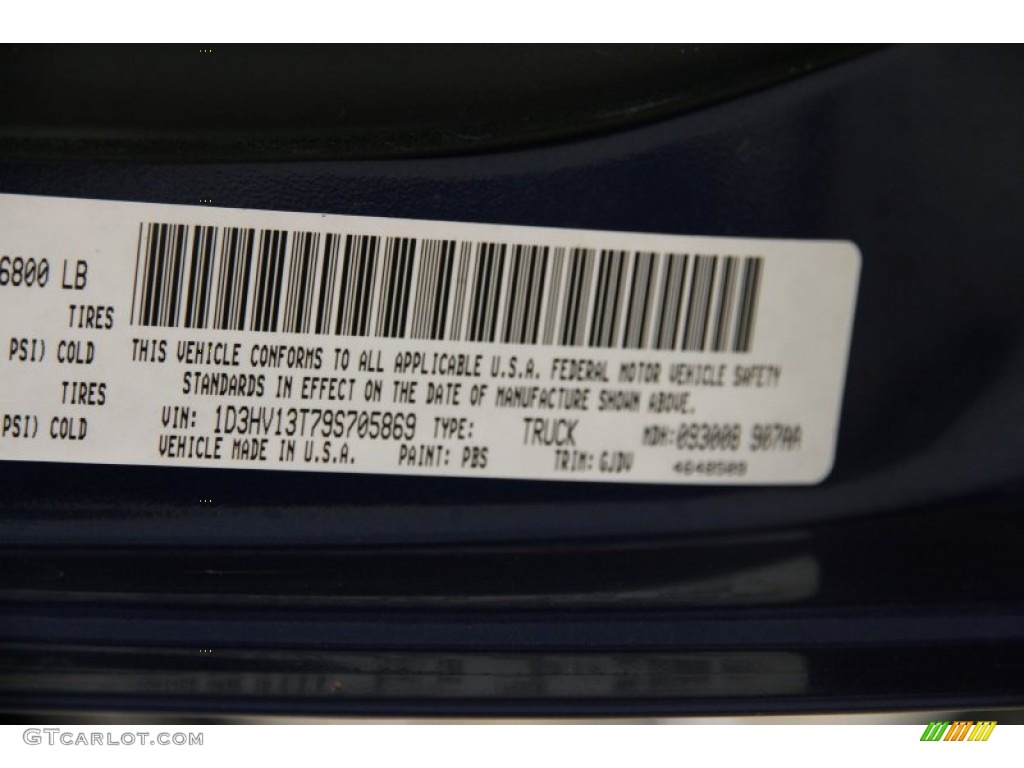 6800 LB
TIRES
PSI) COLD
TIRES
PSI) COLD
THIS VEHICLE CONFORMS TO ALL APPLICABLE U.S.A. FEDERAL MOTOR VEHICLE SAFETY
STANDARDS IN EFFECT ON THE DATE OF MANUFACTURE SHOWN ABOVE.
VIN: 1D3HV13T79S705869 TYPE: TRUCK MDH:093008 907AA
VEHICLE MADE IN U.S.A. PAINT: PBS TRIM: GJDV
GTCarlot.com